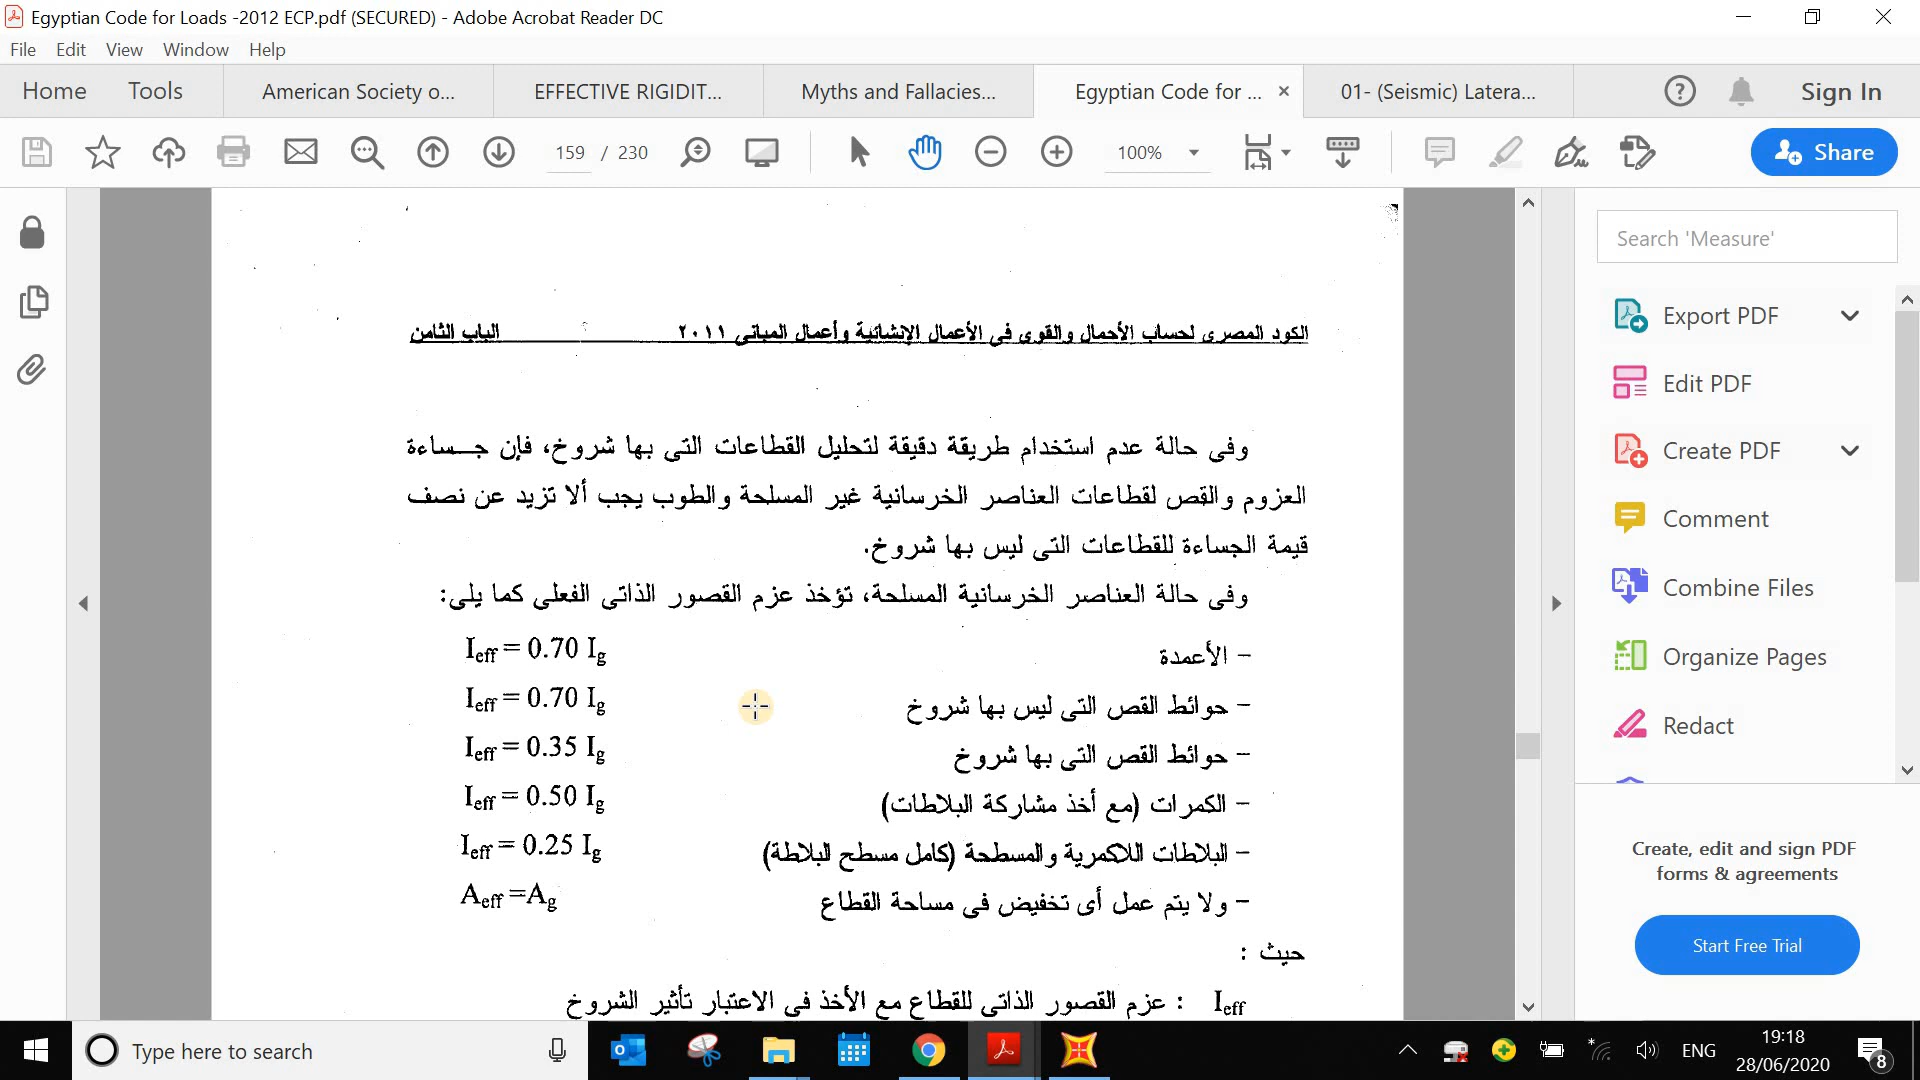 Egyptian Code for Loads -2012 ECP.pdf (SECURED) - Adobe Acrobat Reader DC
File Edit View Window Help
Home Tools American Society o... EFFECTIVE RIGIDIT... Myths and Fallacies... Egyptian Code for ... × 01- (Seismic) Latera... ? Sign In
159 / 230 100% Share
Search 'Measure'
Export PDF
Edit PDF
Create PDF
Comment
Combine Files
Organize Pages
Redact
Create, edit and sign PDF
forms & agreements
Start Free Trial
الكود المصرى لحساب الأحمال والقوى فى الأعمال الإنشائية وأعمال المبانى ٢٠١١ الباب الثامن
وفى حالة عدم استخدام طريقة دقيقة لتحليل القطاعات التى بها شروخ، فإن جـــساءة
العزوم والقص لقطاعات العناصر الخرسانية غير المسلحة والطوب يجب ألا تزيد عن نصف
قيمة الجساءة للقطاعات التى ليس بها شروخ.
وفى حالة العناصر الخرسانية المسلحة، تؤخذ عزم القصور الذاتى الفعلى كما يلى:
- الأعمدة Ieff = 0.70 Ig
- حوائط القص التى ليس بها شروخ Ieff = 0.70 Ig
- حوائط القص التى بها شروخ Ieff = 0.35 Ig
- الكمرات (مع أخذ مشاركة البلاطات) Ieff = 0.50 Ig
- البلاطات اللاكمرية والمسطحة (كامل مسطح البلاطة) Ieff = 0.25 Ig
- ولا يتم عمل أى تخفيض فى مساحة القطاع Aeff =Ag
حيث :
Ieff : عزم القصور الذاتى للقطاع مع الأخذ فى الاعتبار تأثير الشروخ
Type here to search
ENG
19:18
28/06/2020
8